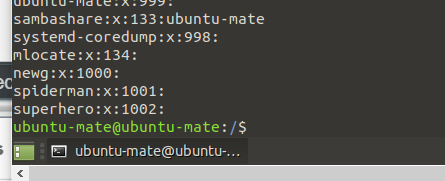 ubuntu-mate:x:999:
sambashare:x:133:ubuntu-mate
systemd-coredump:x:998:
mlocate:x:134:
newg:x:1000:
spiderman:x:1001:
superhero:x:1002:
ubuntu-mate@ubuntu-mate:/$
ubuntu-mate@ubuntu-...